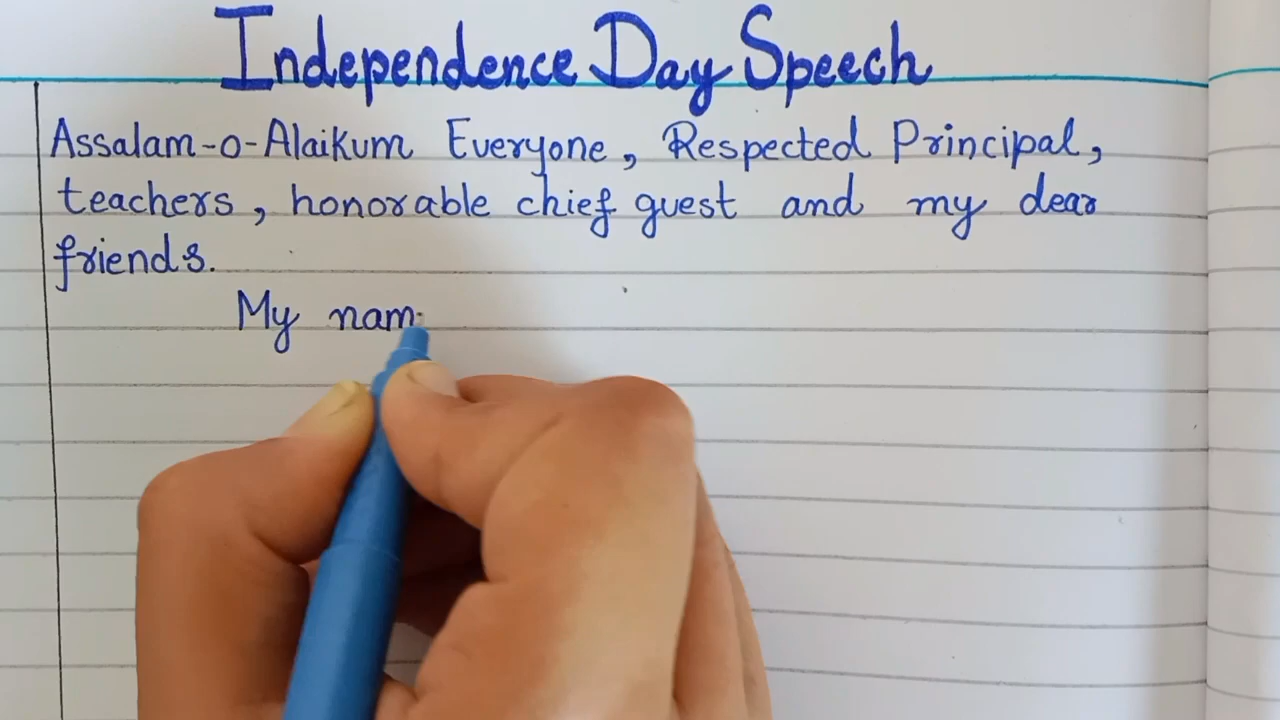 Independence Day Speech
Assalam-o-Alaikum Everyone, Respected Principal,
teachers, honorable chief guest and my dear
friends.
My nam